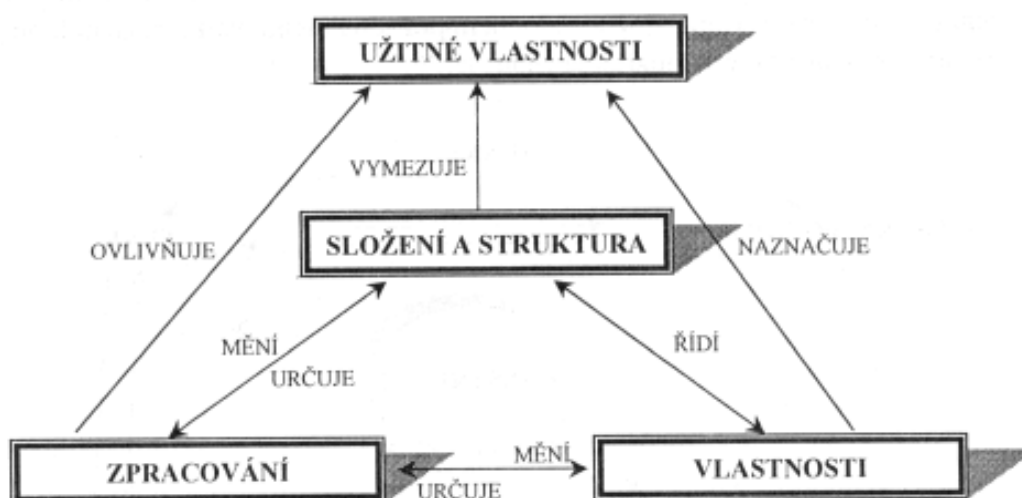 UŽITNÉ VLASTNOSTI
VYMEZUJE
OVLIVŇUJE
SLOŽENÍ A STRUKTURA
NAZNAČUJE
MĚNÍ
URČUJE
ŘÍDÍ
ZPRACOVÁNÍ
MĚNÍ
URČUJE
VLASTNOSTI